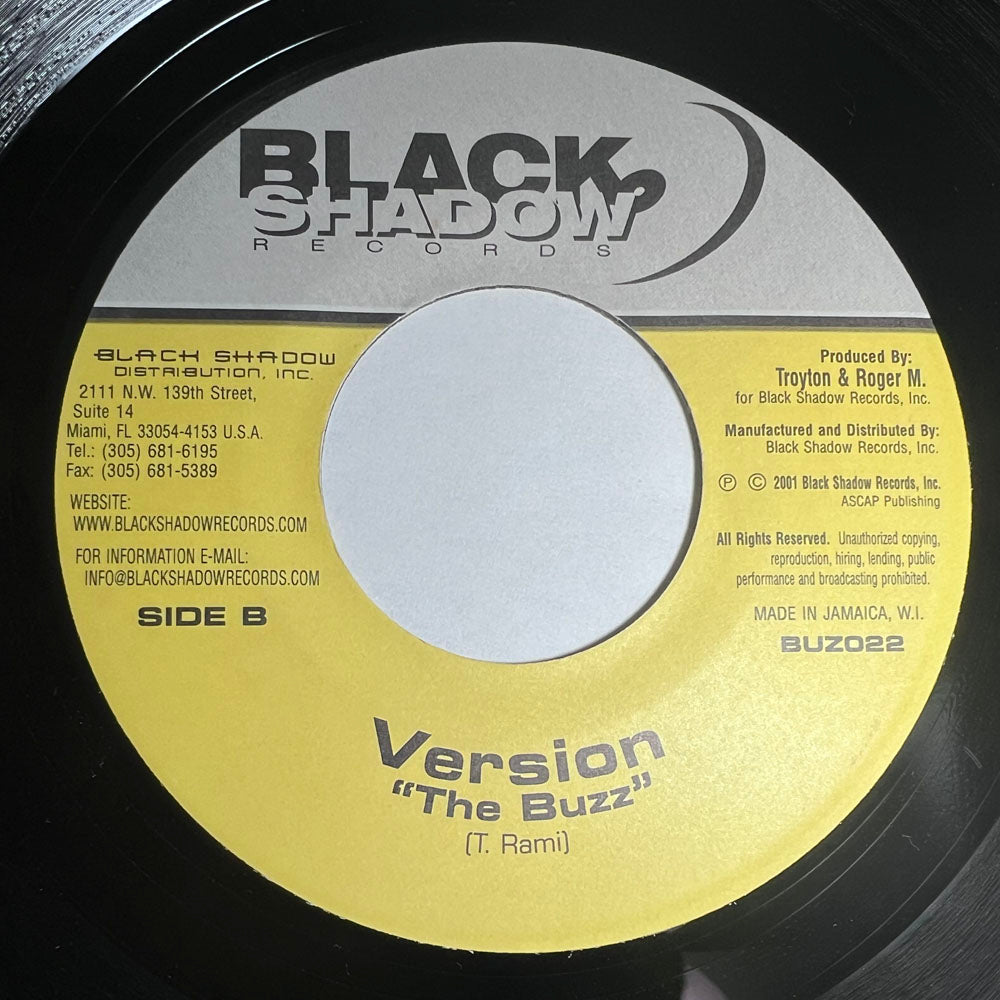 BLACK
SHADOW
RECORDS
BLACK SHADOW
DISTRIBUTION, INC.
2111 N.W. 139th Street,
Suite 14
Miami, FL 33054-4153 U.S.A.
Tel.: (305) 681-6195
Fax: (305) 681-5389
WEBSITE:
WWW.BLACKSHADOWRECORDS.COM
FOR INFORMATION E-MAIL:
INFO@BLACKSHADOWRECORDS.COM
SIDE B
Produced By:
Troyton & Roger M.
for Black Shadow Records, Inc.
Manufactured and Distributed By:
Black Shadow Records, Inc.
℗ © 2001 Black Shadow Records, Inc.
ASCAP Publishing
All Rights Reserved. Unauthorized copying,
reproduction, hiring, lending, public
performance and broadcasting prohibited.
MADE IN JAMAICA, W.I.
BUZ022
Version
"The Buzz"
(T. Rami)